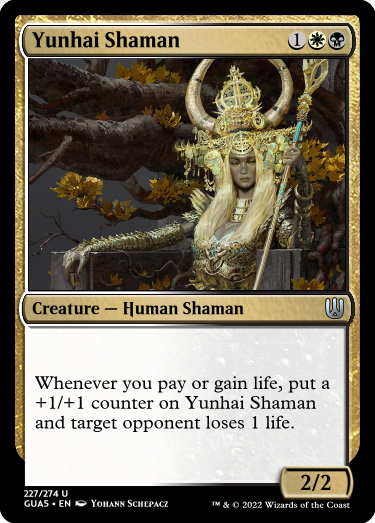 Yunhai Shaman 1
Creature — Human Shaman
Whenever you pay or gain life, put a
+1/+1 counter on Yunhai Shaman
and target opponent loses 1 life.
2/2
227/274 U
GUA5 • EN Yohann Schepacz
™ & © 2022 Wizards of the Coast